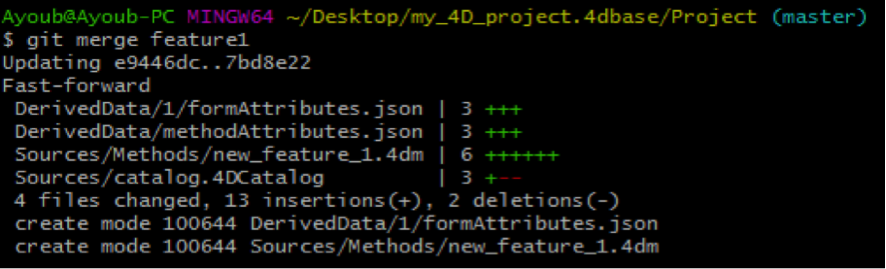 Ayoub@Ayoub-PC MINGW64 ~/Desktop/my_4D_project.4dbase/Project (master)
$ git merge feature1
Updating e9446dc..7bd8e22
Fast-forward
 DerivedData/1/formAttributes.json | 3 +++
 DerivedData/methodAttributes.json | 3 +++
 Sources/Methods/new_feature_1.4dm | 6 ++++++
 Sources/catalog.4DCatalog         | 3 +--
 4 files changed, 13 insertions(+), 2 deletions(-)
 create mode 100644 DerivedData/1/formAttributes.json
 create mode 100644 Sources/Methods/new_feature_1.4dm